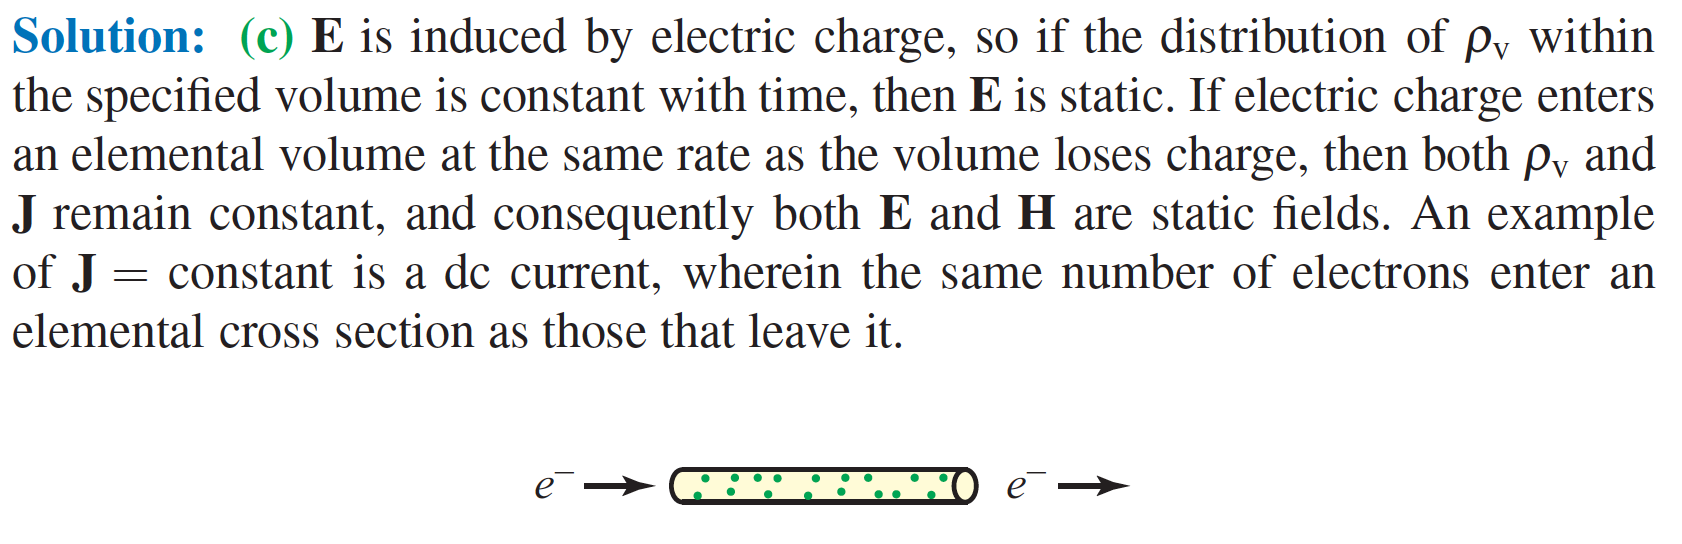 Solution: (c) E is induced by electric charge, so if the distribution of ρᵥ within
the specified volume is constant with time, then E is static. If electric charge enters
an elemental volume at the same rate as the volume loses charge, then both ρᵥ and
J remain constant, and consequently both E and H are static fields. An example
of J = constant is a dc current, wherein the same number of electrons enter an
elemental cross section as those that leave it.
e⁻ e⁻